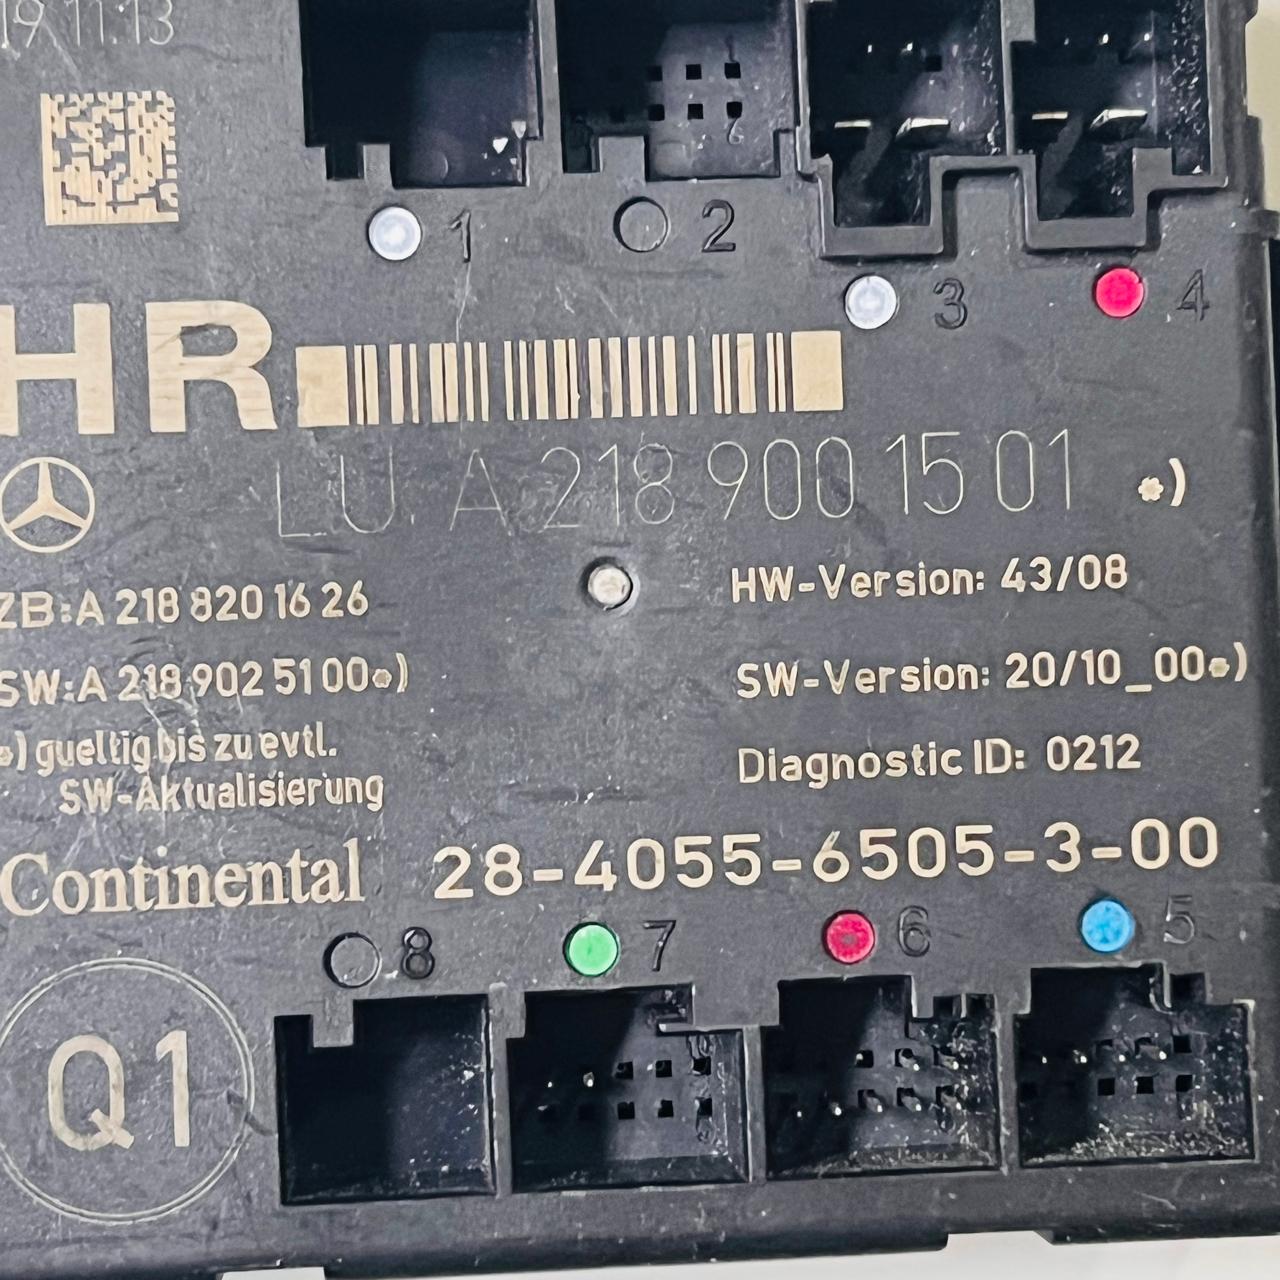 19.11.13
1
2
3
4
HR
LU. A 218 900 15 01 *)
ZB:A 218 820 16 26
HW-Version: 43/08
SW:A 218 902 51 00*)
SW-Version: 20/10_00*)
*) gueltig bis zu evtl.
SW-Aktualisierung
Diagnostic ID: 0212
Continental 28-4055-6505-3-00
8
7
6
5
Q1